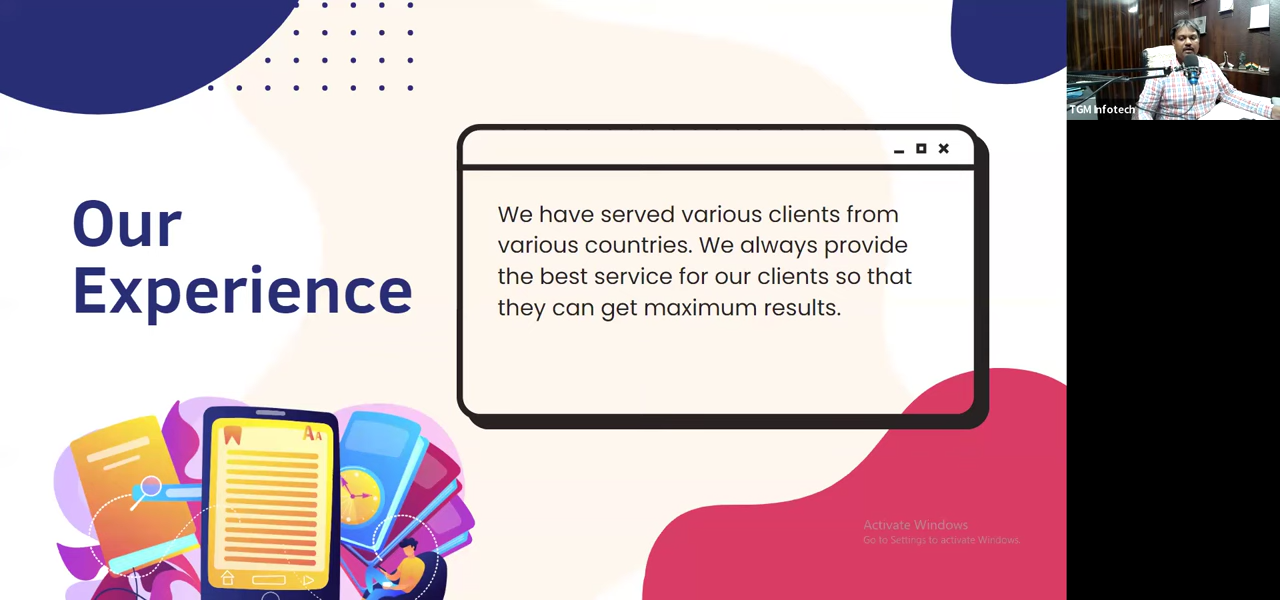 TGM Infotech
Our
Experience
We have served various clients from
various countries. We always provide
the best service for our clients so that
they can get maximum results.
AA
Activate Windows
Go to Settings to activate Windows.